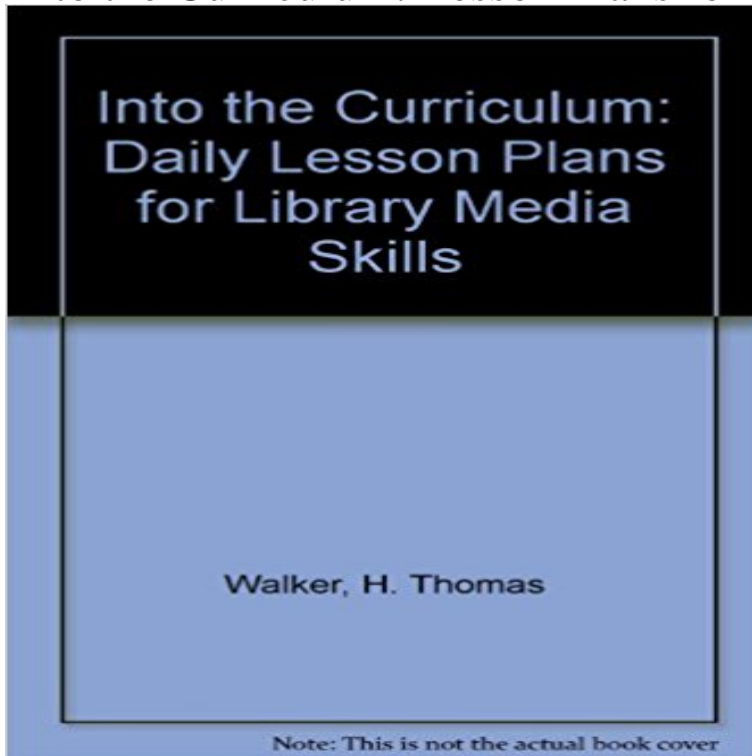 Into the Curriculum:
Daily Lesson Plans
for Library Media
Skills
Walker, H. Thomas
Note: This is not the actual book cover